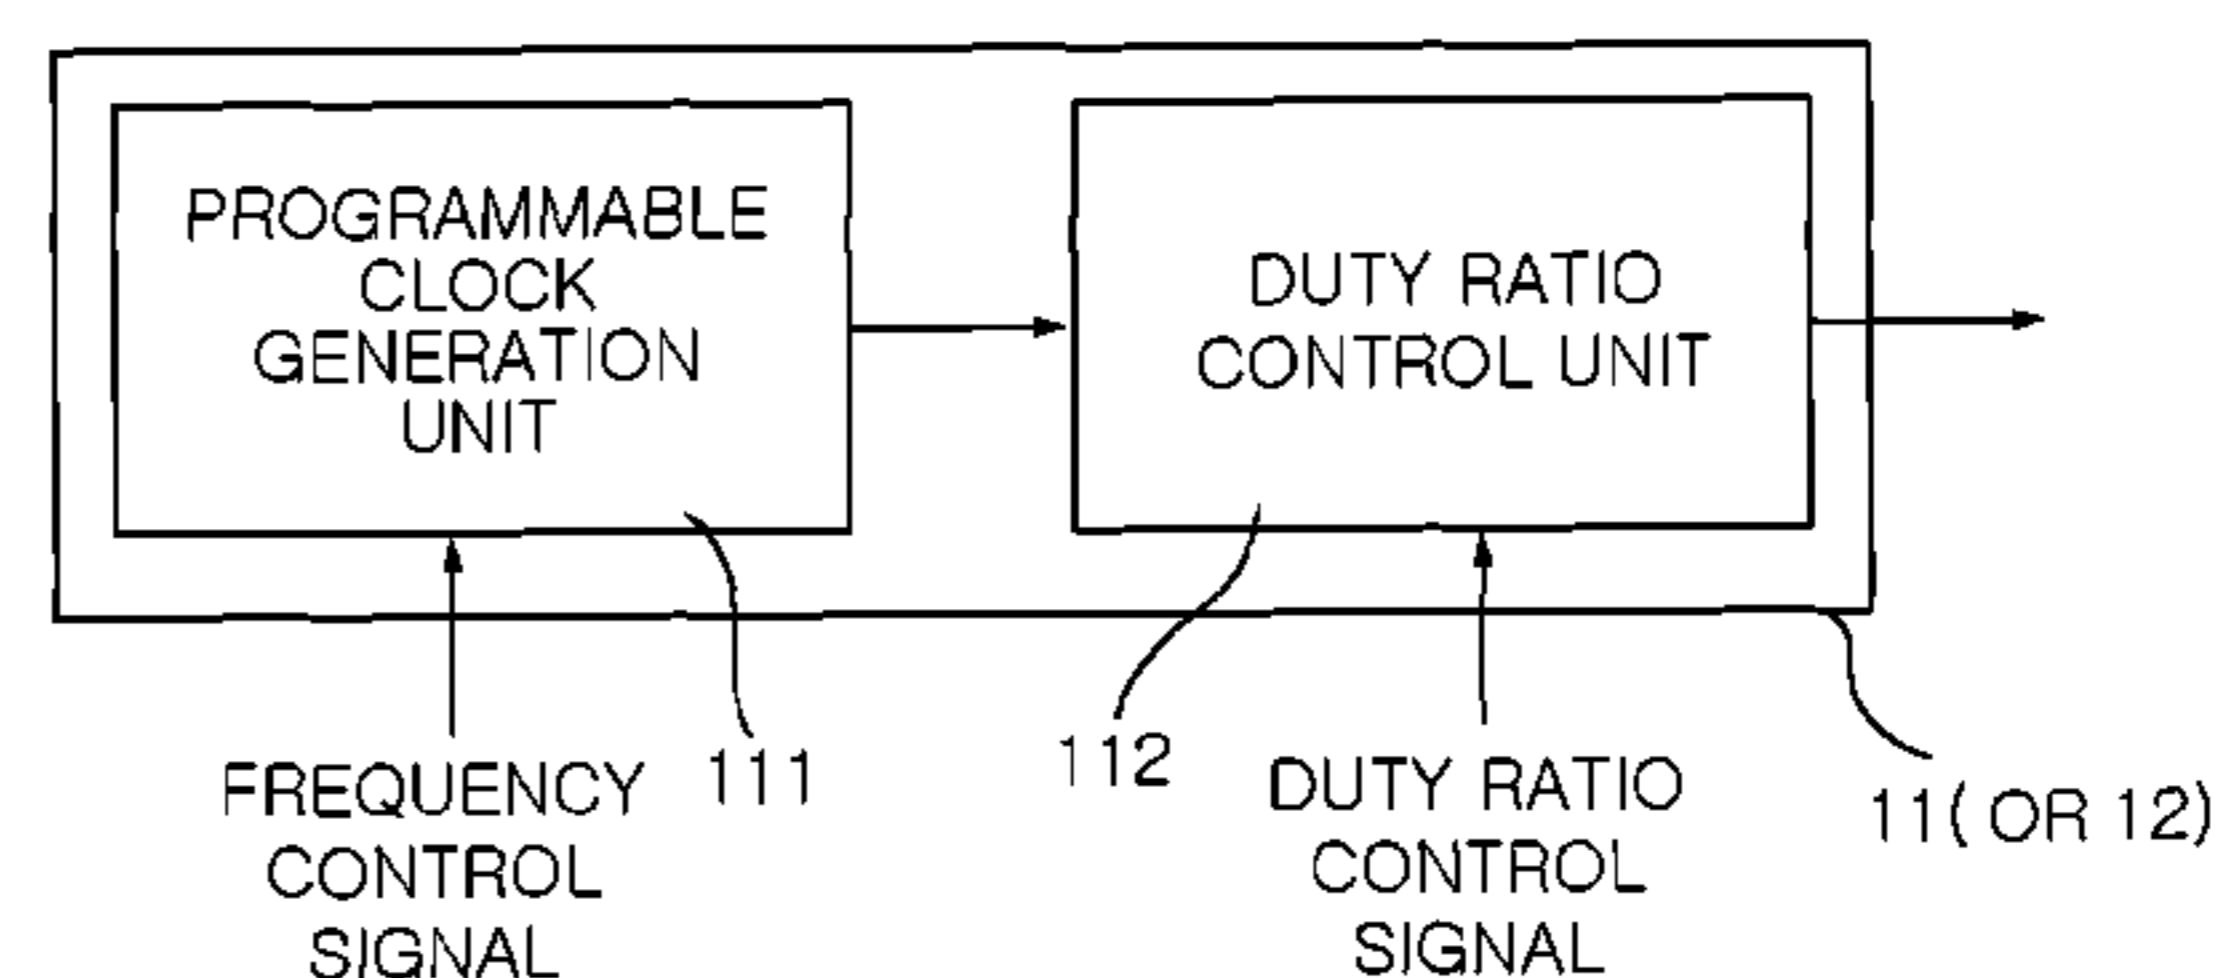 PROGRAMMABLE
CLOCK
GENERATION
UNIT
DUTY RATIO
CONTROL UNIT
FREQUENCY
CONTROL
SIGNAL
111
112
DUTY RATIO
CONTROL
SIGNAL
11( OR 12)